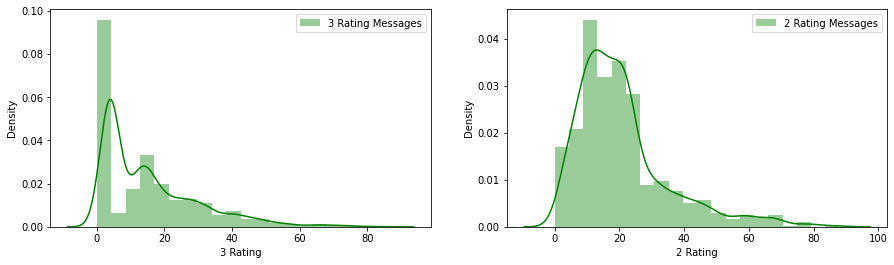 3 Rating Messages
0.10
0.08
0.06
0.04
0.02
0.00
Density
0 20 40 60 80
3 Rating
2 Rating Messages
0.04
0.03
0.02
0.01
0.00
Density
0 20 40 60 80 100
2 Rating